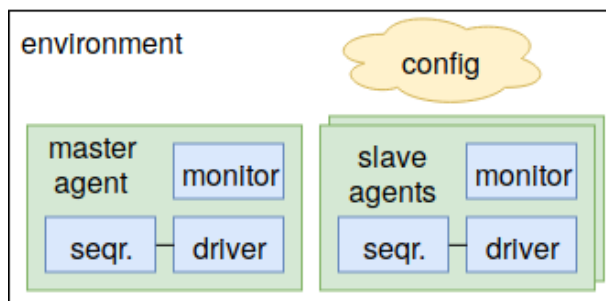 environment
config
master
agent
monitor
seqr.
driver
slave
agents
monitor
seqr.
driver